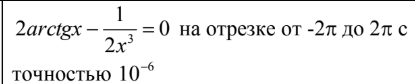 2arctgx − 1/(2x³) = 0 на отрезке от -2π до 2π с
точностью 10⁻⁶